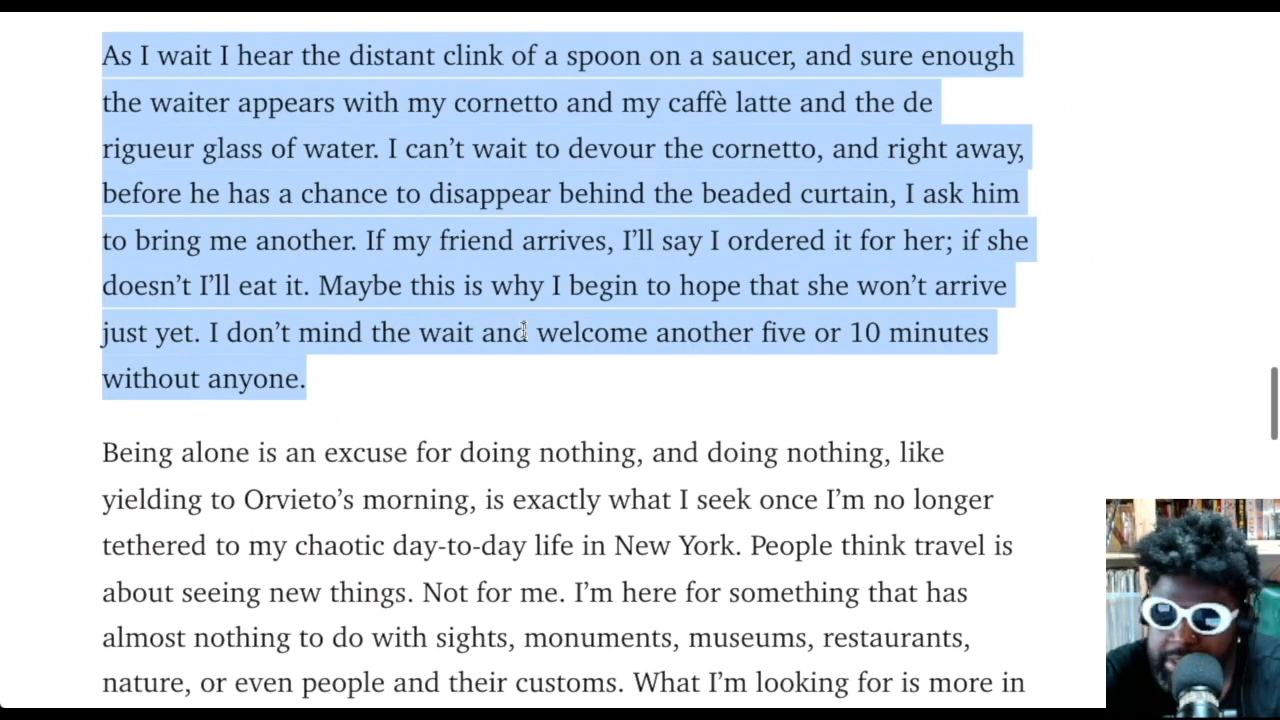 As I wait I hear the distant clink of a spoon on a saucer, and sure enough
the waiter appears with my cornetto and my caffè latte and the de
rigueur glass of water. I can’t wait to devour the cornetto, and right away,
before he has a chance to disappear behind the beaded curtain, I ask him
to bring me another. If my friend arrives, I’ll say I ordered it for her; if she
doesn’t I’ll eat it. Maybe this is why I begin to hope that she won’t arrive
just yet. I don’t mind the wait and welcome another five or 10 minutes
without anyone.
Being alone is an excuse for doing nothing, and doing nothing, like
yielding to Orvieto’s morning, is exactly what I seek once I’m no longer
tethered to my chaotic day-to-day life in New York. People think travel is
about seeing new things. Not for me. I’m here for something that has
almost nothing to do with sights, monuments, museums, restaurants,
nature, or even people and their customs. What I’m looking for is more in